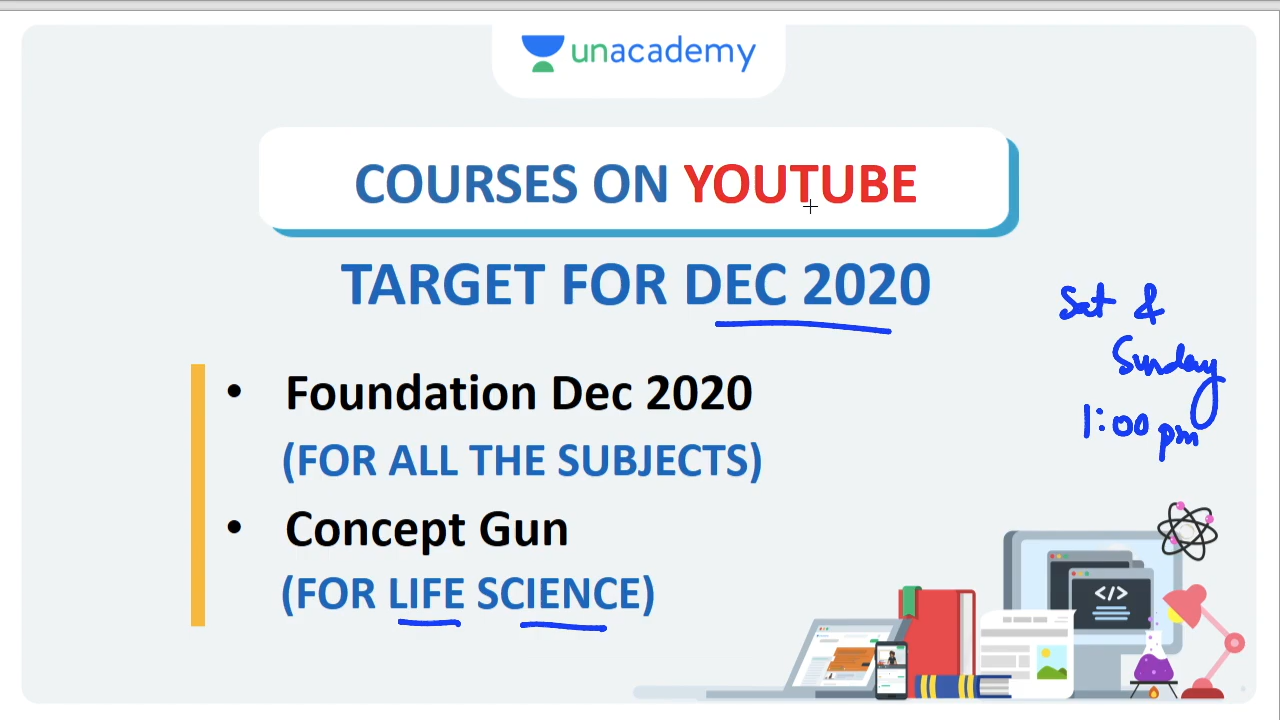 unacademy
COURSES ON YOUTUBE
TARGET FOR DEC 2020
Sat &
Sunday
1:00 pm
• Foundation Dec 2020
(FOR ALL THE SUBJECTS)
• Concept Gun
(FOR LIFE SCIENCE)
</>